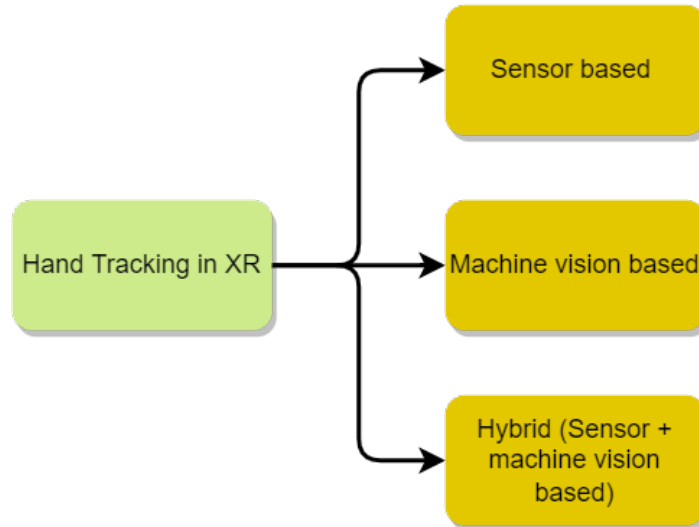 Sensor based
Hand Tracking in XR
Machine vision based
Hybrid (Sensor +
machine vision
based)